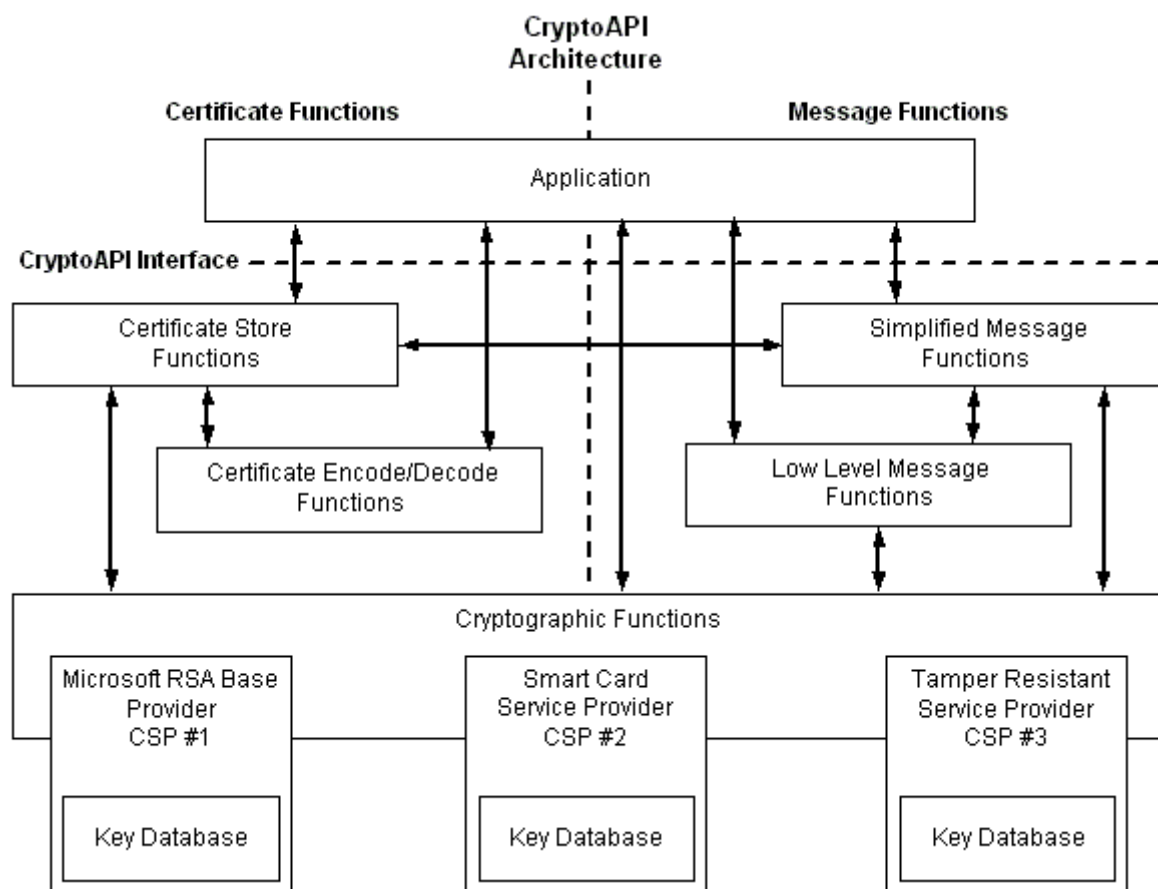 CryptoAPI
Architecture
Certificate Functions
Message Functions
Application
CryptoAPI Interface
Certificate Store
Functions
Simplified Message
Functions
Certificate Encode/Decode
Functions
Low Level Message
Functions
Cryptographic Functions
Microsoft RSA Base
Provider
CSP #1
Smart Card
Service Provider
CSP #2
Tamper Resistant
Service Provider
CSP #3
Key Database
Key Database
Key Database